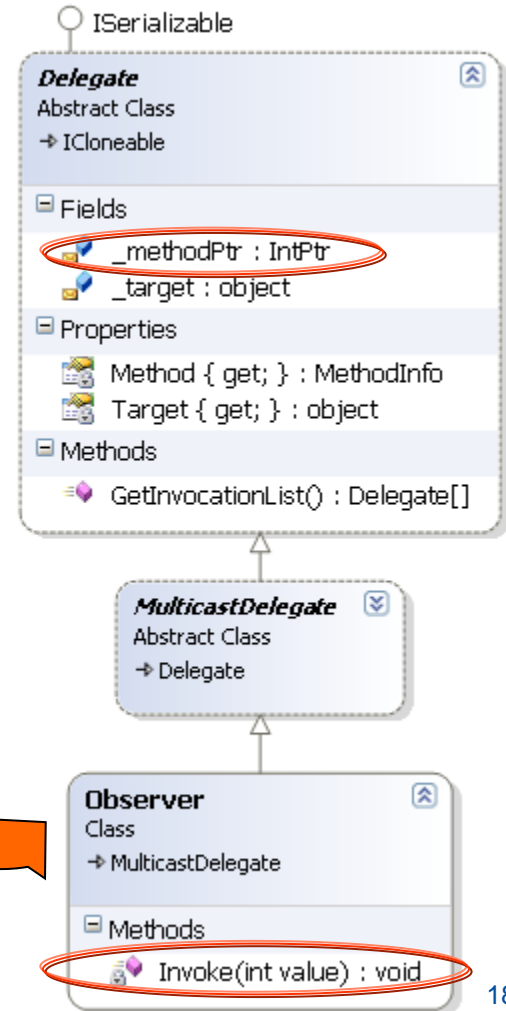 ISerializable
Delegate
Abstract Class
→ ICloneable
Fields
_methodPtr : IntPtr
_target : object
Properties
Method { get; } : MethodInfo
Target { get; } : object
Methods
GetInvocationList() : Delegate[]
MulticastDelegate
Abstract Class
→ Delegate
Observer
Class
→ MulticastDelegate
Methods
Invoke(int value) : void
18